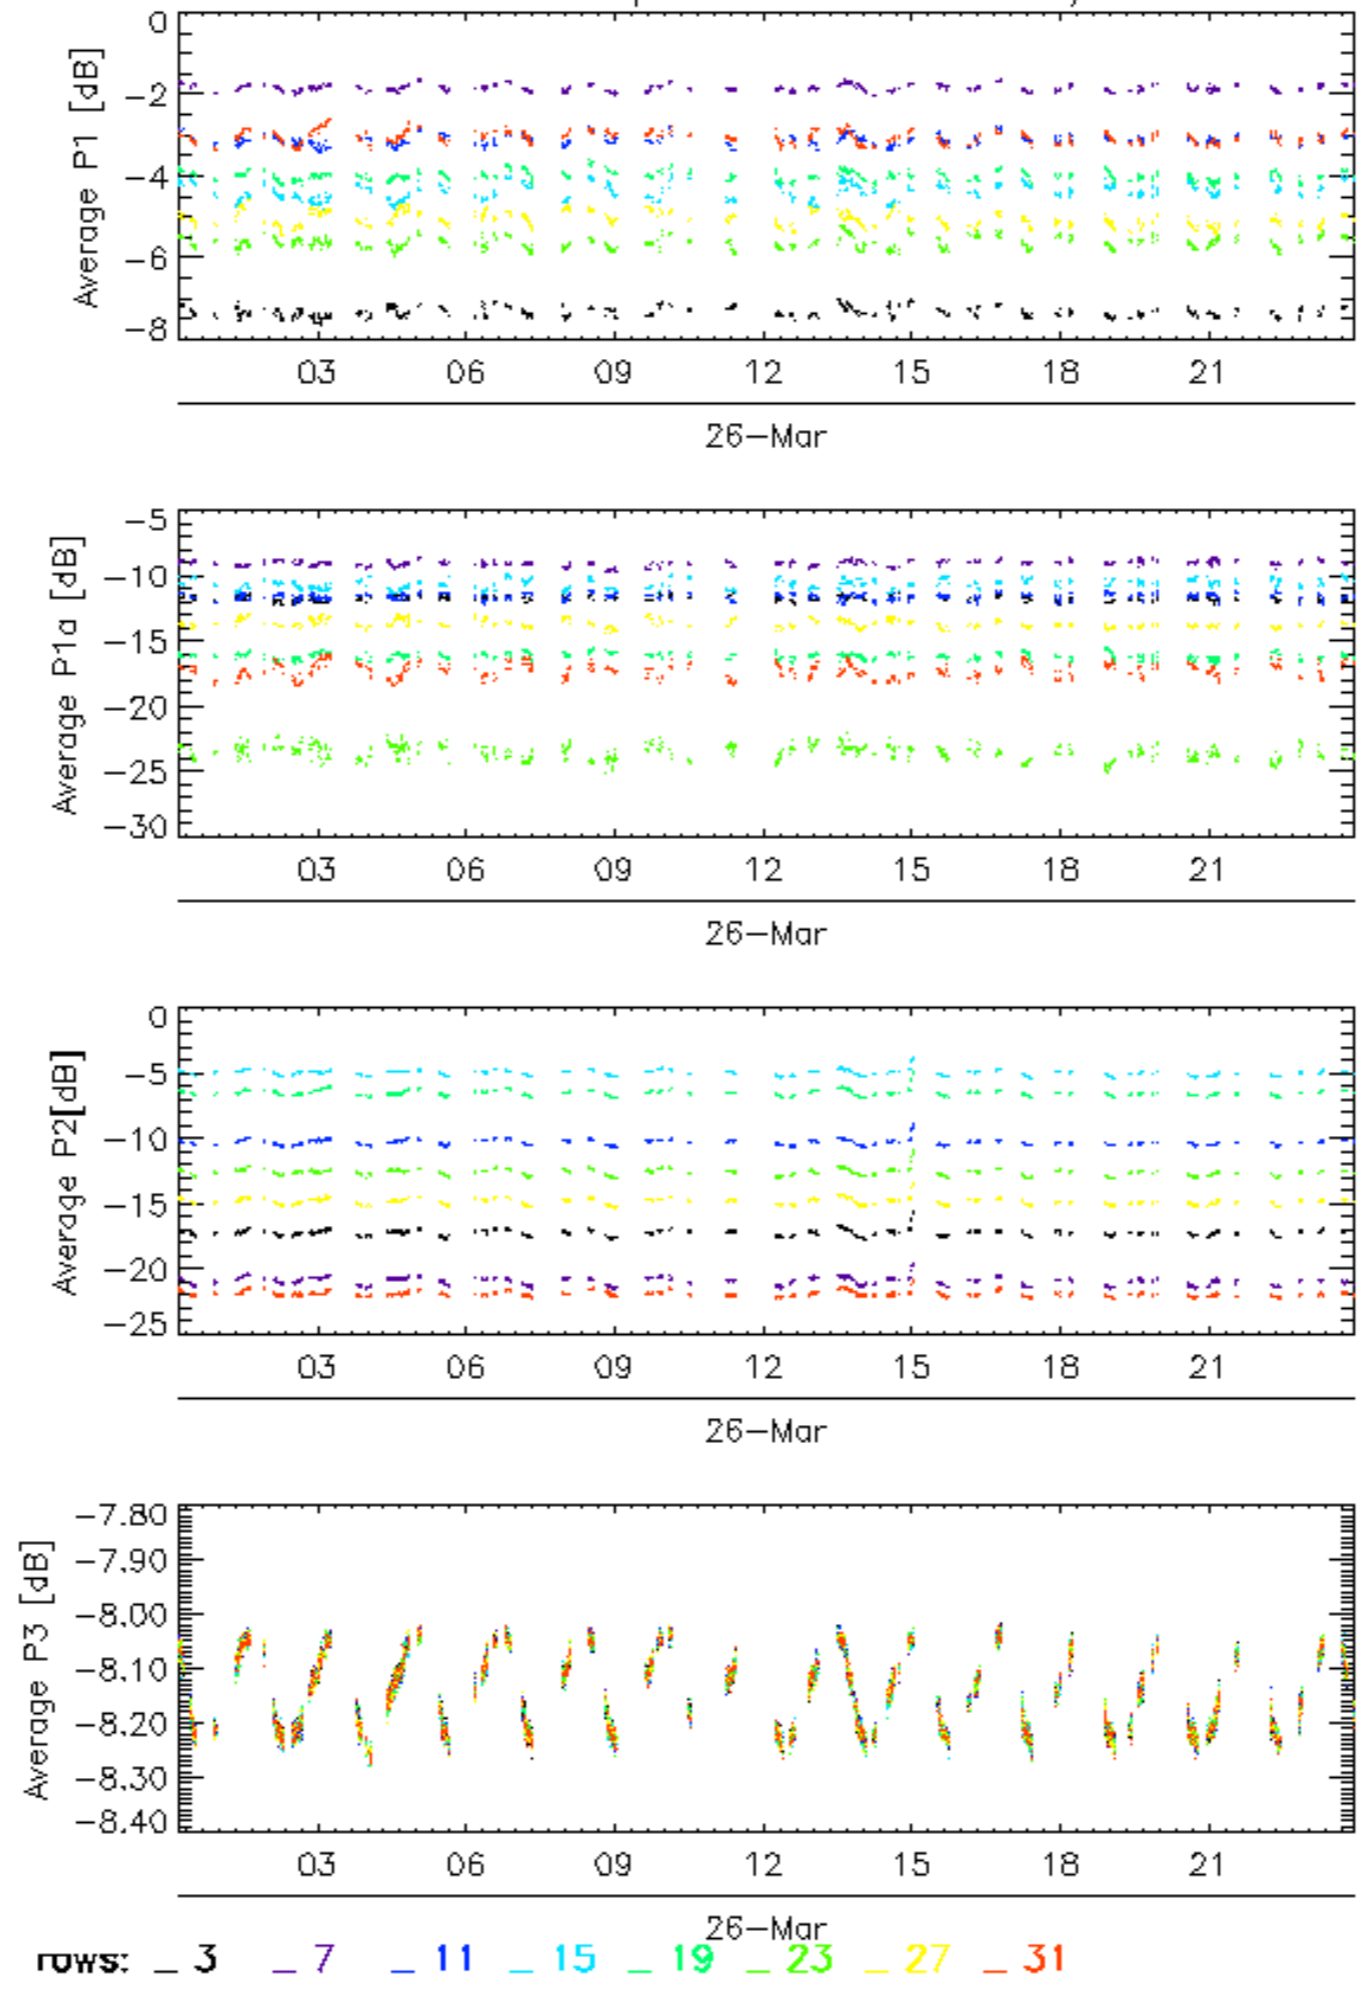 0
-2
-4
-6
-8
Average P1 [dB]
03 06 09 12 15 18 21
26-Mar
-5
-10
-15
-20
-25
-30
Average P1a [dB]
03 06 09 12 15 18 21
26-Mar
0
-5
-10
-15
-20
-25
Average P2[dB]
03 06 09 12 15 18 21
26-Mar
-7.80
-7.90
-8.00
-8.10
-8.20
-8.30
-8.40
Average P3 [dB]
03 06 09 12 15 18 21
26-Mar
rows: _ 3 _ 7 _ 11 _ 15 _ 19 _ 23 _ 27 _ 31